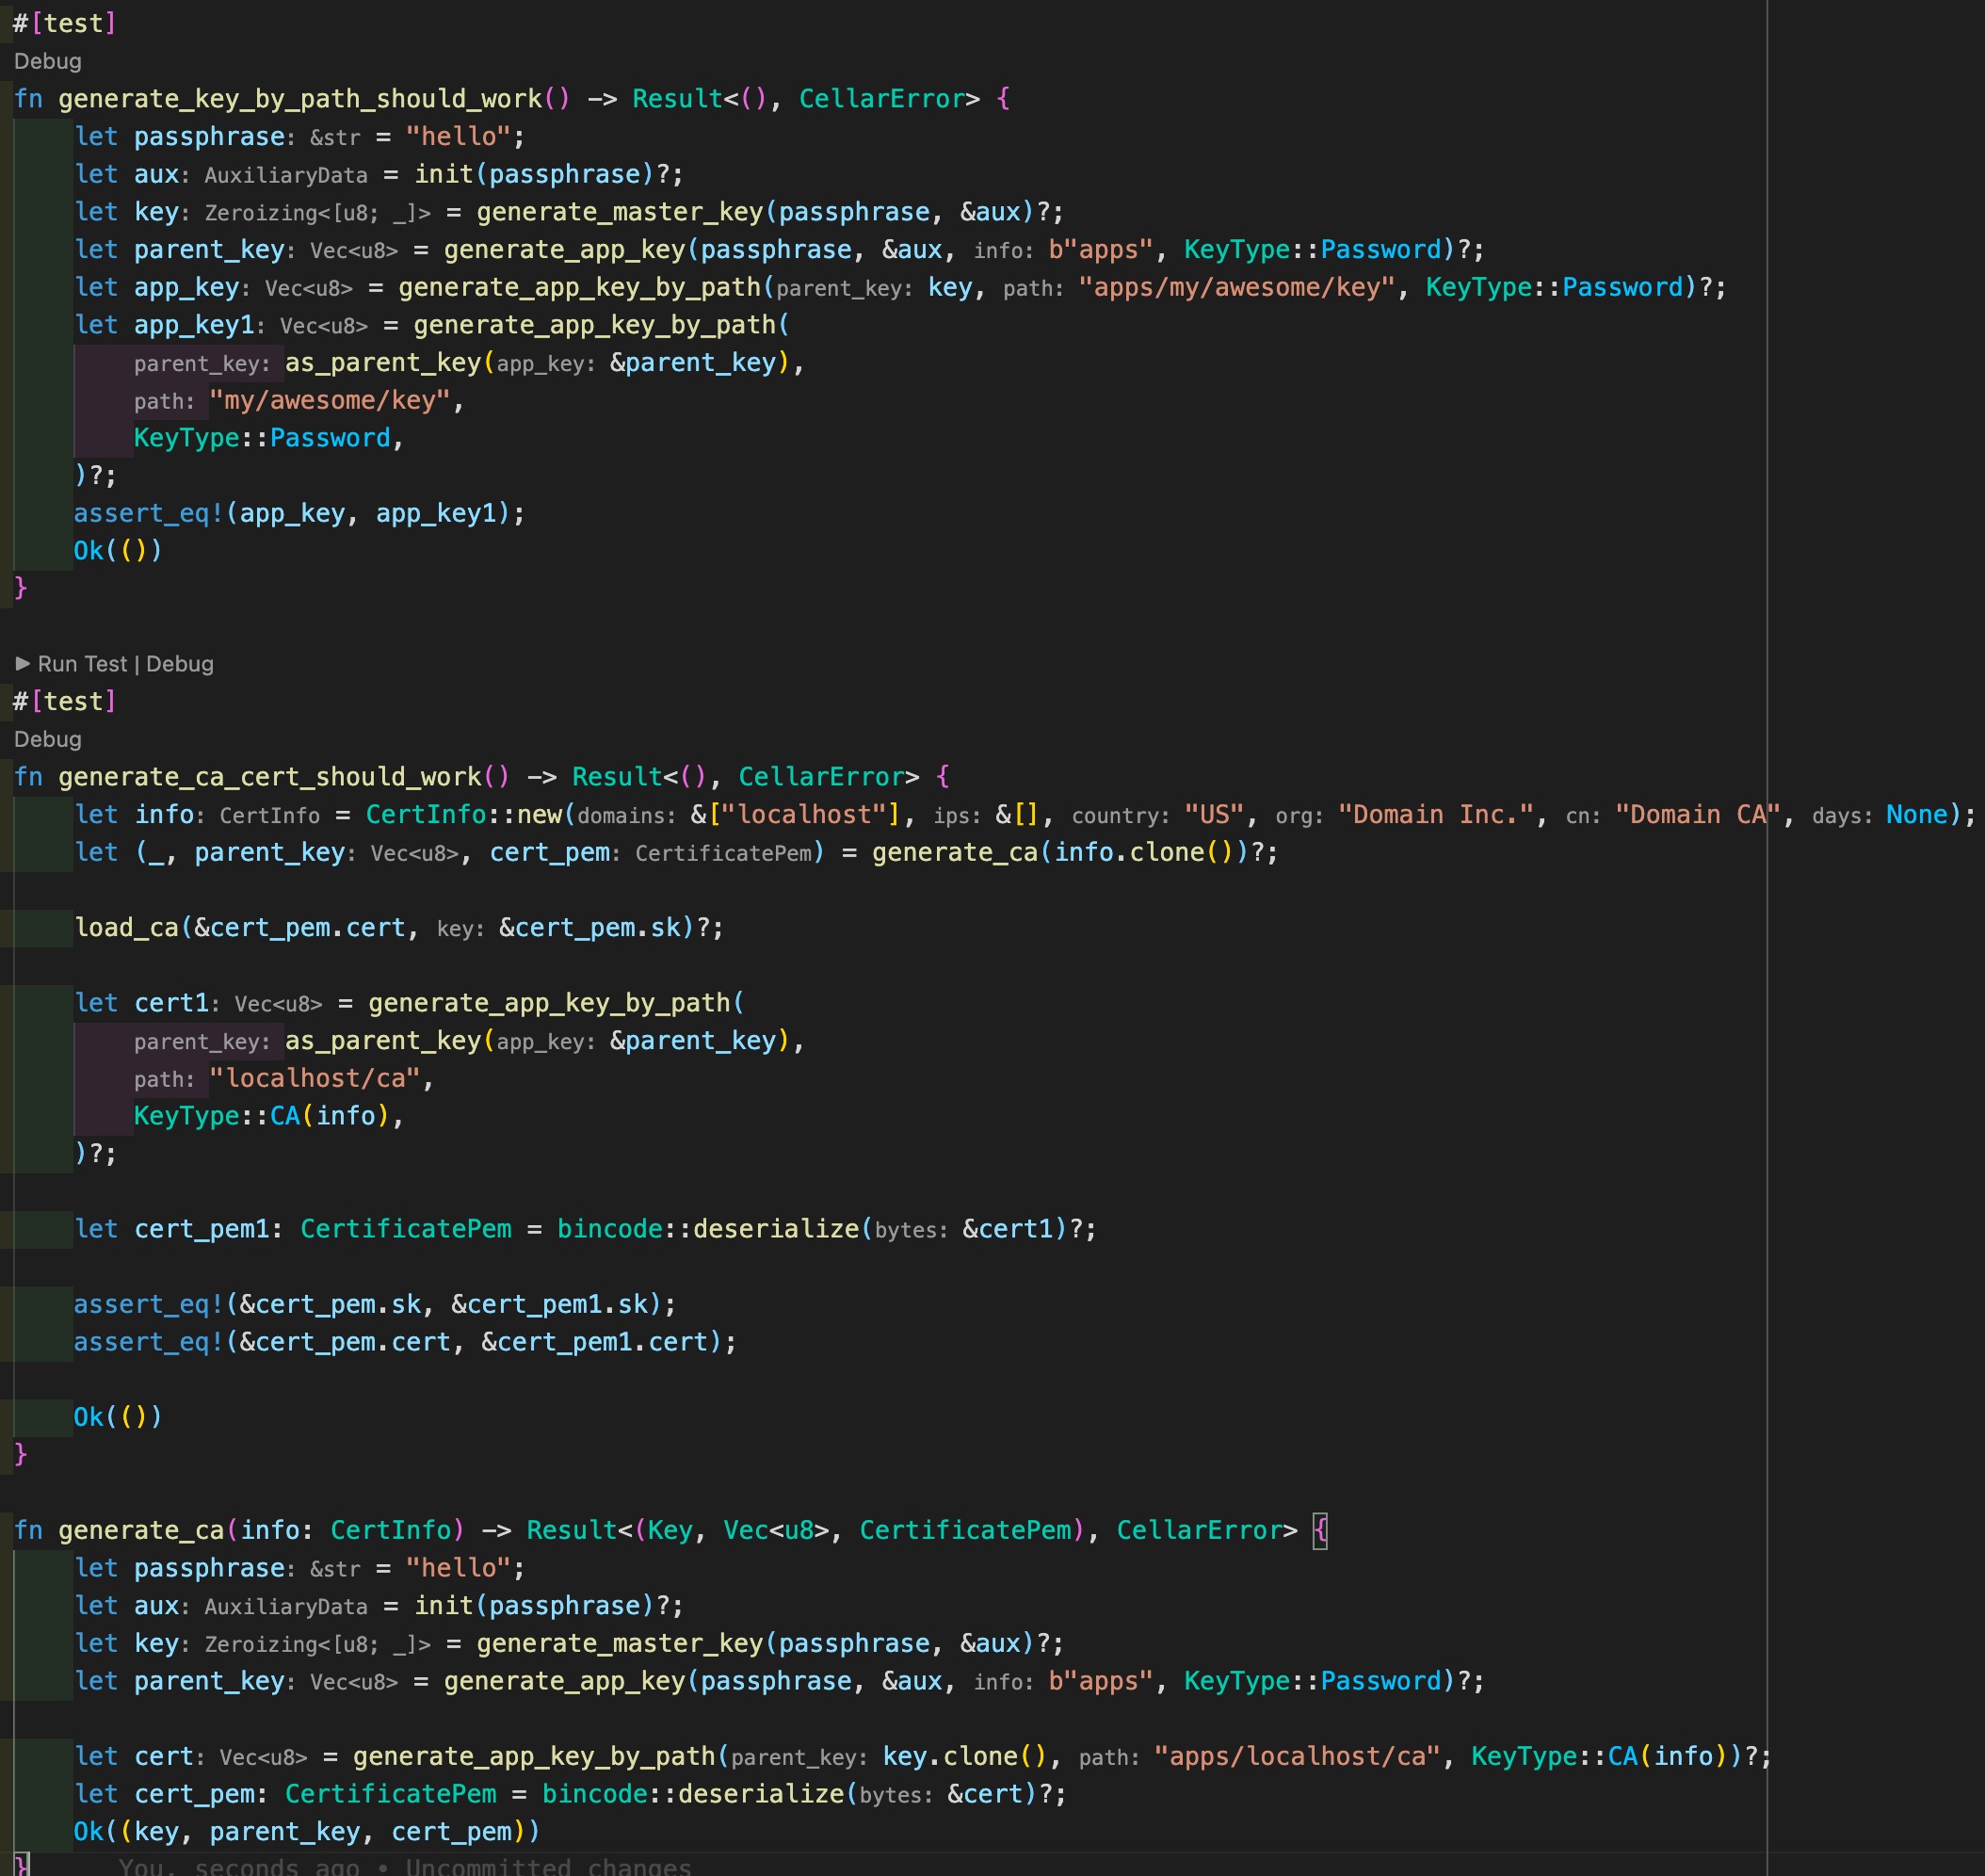 #[test]
Debug
fn generate_key_by_path_should_work() -> Result<(), CellarError> {
    let passphrase: &str = "hello";
    let aux: AuxiliaryData = init(passphrase)?;
    let key: Zeroizing<[u8; _]> = generate_master_key(passphrase, &aux)?;
    let parent_key: Vec<u8> = generate_app_key(passphrase, &aux, info: b"apps", KeyType::Password)?;
    let app_key: Vec<u8> = generate_app_key_by_path(parent_key: key, path: "apps/my/awesome/key", KeyType::Password)?;
    let app_key1: Vec<u8> = generate_app_key_by_path(
        parent_key: as_parent_key(app_key: &parent_key),
        path: "my/awesome/key",
        KeyType::Password,
    )?;
    assert_eq!(app_key, app_key1);
    Ok(())
}
▶ Run Test | Debug
#[test]
Debug
fn generate_ca_cert_should_work() -> Result<(), CellarError> {
    let info: CertInfo = CertInfo::new(domains: &["localhost"], ips: &[], country: "US", org: "Domain Inc.", cn: "Domain CA", days: None);
    let (_, parent_key: Vec<u8>, cert_pem: CertificatePem) = generate_ca(info.clone())?;
    load_ca(&cert_pem.cert, key: &cert_pem.sk)?;
    let cert1: Vec<u8> = generate_app_key_by_path(
        parent_key: as_parent_key(app_key: &parent_key),
        path: "localhost/ca",
        KeyType::CA(info),
    )?;
    let cert_pem1: CertificatePem = bincode::deserialize(bytes: &cert1)?;
    assert_eq!(&cert_pem.sk, &cert_pem1.sk);
    assert_eq!(&cert_pem.cert, &cert_pem1.cert);
    Ok(())
}
fn generate_ca(info: CertInfo) -> Result<(Key, Vec<u8>, CertificatePem), CellarError> {
    let passphrase: &str = "hello";
    let aux: AuxiliaryData = init(passphrase)?;
    let key: Zeroizing<[u8; _]> = generate_master_key(passphrase, &aux)?;
    let parent_key: Vec<u8> = generate_app_key(passphrase, &aux, info: b"apps", KeyType::Password)?;
    let cert: Vec<u8> = generate_app_key_by_path(parent_key: key.clone(), path: "apps/localhost/ca", KeyType::CA(info))?;
    let cert_pem: CertificatePem = bincode::deserialize(bytes: &cert)?;
    Ok((key, parent_key, cert_pem))
}       You, seconds ago • Uncommitted changes